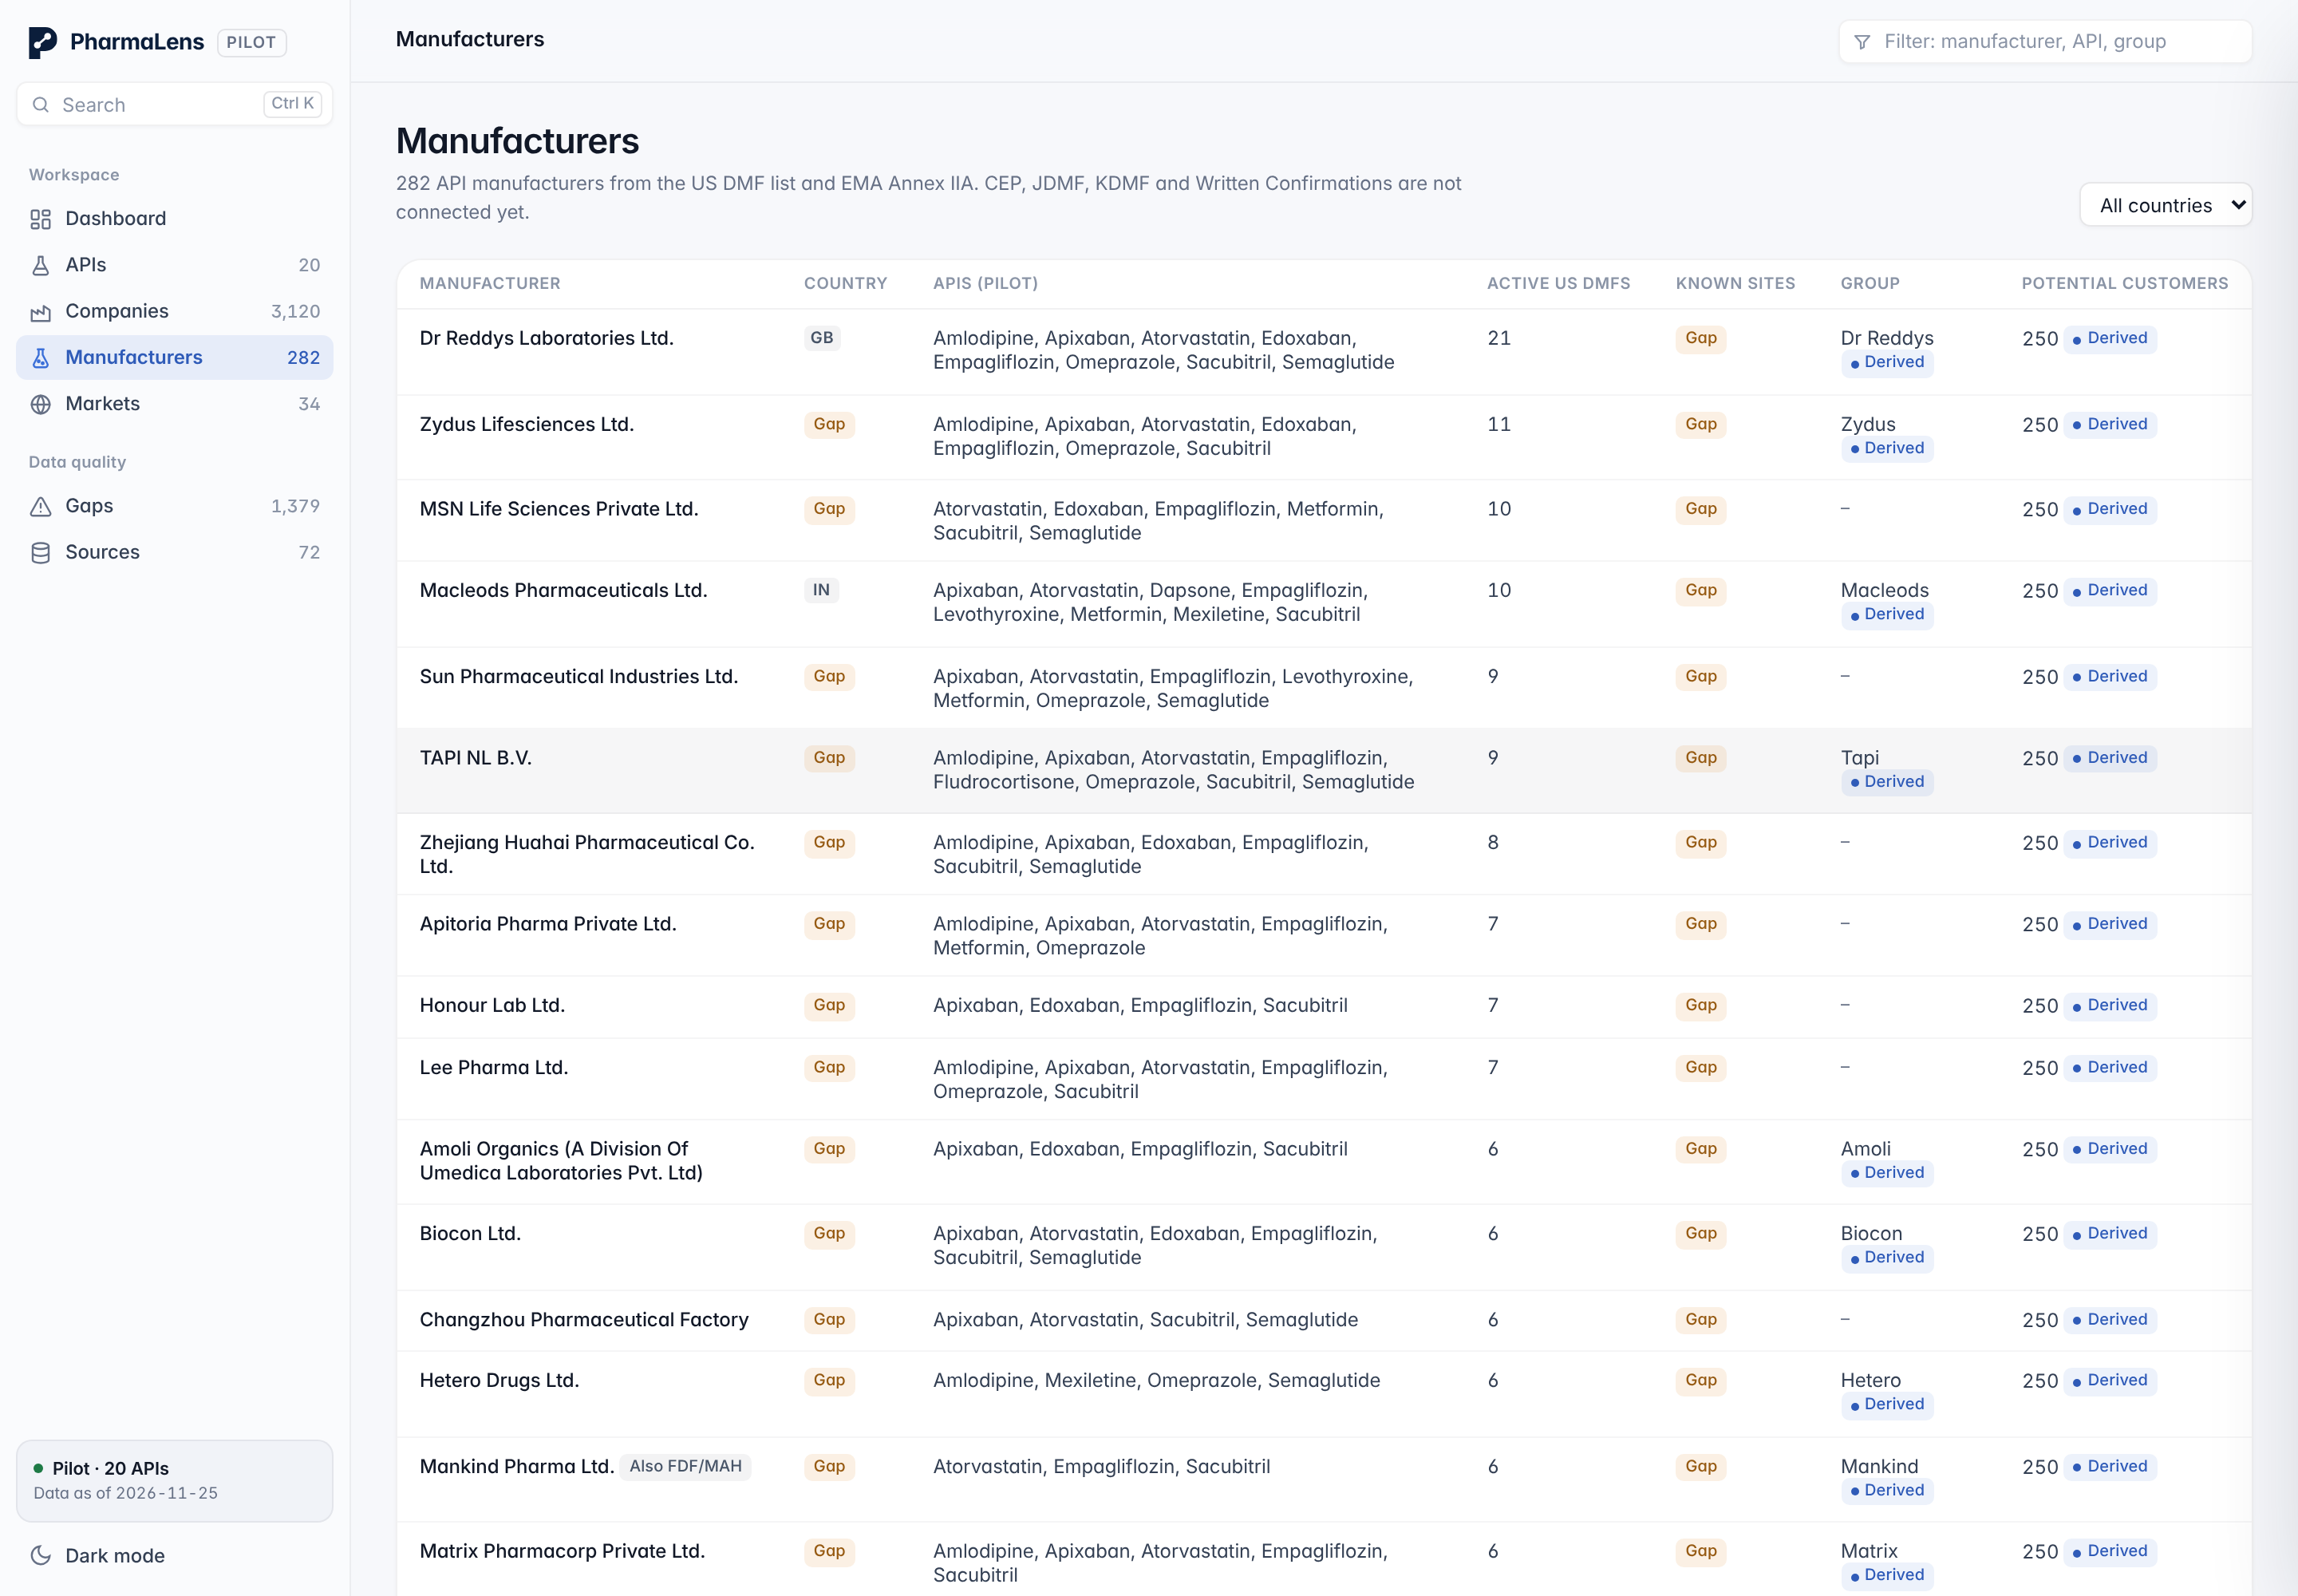 PharmaLens PILOT
Search Ctrl K
Workspace
Dashboard
APIs 20
Companies 3,120
Manufacturers 282
Markets 34
Data quality
Gaps 1,379
Sources 72
Pilot · 20 APIs
Data as of 2026-11-25
Dark mode
Manufacturers
Filter: manufacturer, API, group
Manufacturers
282 API manufacturers from the US DMF list and EMA Annex IIA. CEP, JDMF, KDMF and Written Confirmations are not
connected yet.
All countries
MANUFACTURER COUNTRY APIS (PILOT) ACTIVE US DMFS KNOWN SITES GROUP POTENTIAL CUSTOMERS
Dr Reddys Laboratories Ltd. GB Amlodipine, Apixaban, Atorvastatin, Edoxaban, 21 Gap Dr Reddys 250 Derived
Empagliflozin, Omeprazole, Sacubitril, Semaglutide Derived
Zydus Lifesciences Ltd. Gap Amlodipine, Apixaban, Atorvastatin, Edoxaban, 11 Gap Zydus 250 Derived
Empagliflozin, Omeprazole, Sacubitril Derived
MSN Life Sciences Private Ltd. Gap Atorvastatin, Edoxaban, Empagliflozin, Metformin, 10 Gap – 250 Derived
Sacubitril, Semaglutide
Macleods Pharmaceuticals Ltd. IN Apixaban, Atorvastatin, Dapsone, Empagliflozin, 10 Gap Macleods 250 Derived
Levothyroxine, Metformin, Mexiletine, Sacubitril Derived
Sun Pharmaceutical Industries Ltd. Gap Apixaban, Atorvastatin, Empagliflozin, Levothyroxine, 9 Gap – 250 Derived
Metformin, Omeprazole, Semaglutide
TAPI NL B.V. Gap Amlodipine, Apixaban, Atorvastatin, Empagliflozin, 9 Gap Tapi 250 Derived
Fludrocortisone, Omeprazole, Sacubitril, Semaglutide Derived
Zhejiang Huahai Pharmaceutical Co. Gap Amlodipine, Apixaban, Edoxaban, Empagliflozin, 8 Gap – 250 Derived
Ltd. Sacubitril, Semaglutide
Apitoria Pharma Private Ltd. Gap Amlodipine, Apixaban, Atorvastatin, Empagliflozin, 7 Gap – 250 Derived
Metformin, Omeprazole
Honour Lab Ltd. Gap Apixaban, Edoxaban, Empagliflozin, Sacubitril 7 Gap – 250 Derived
Lee Pharma Ltd. Gap Amlodipine, Apixaban, Atorvastatin, Empagliflozin, 7 Gap – 250 Derived
Omeprazole, Sacubitril
Amoli Organics (A Division Of Gap Apixaban, Edoxaban, Empagliflozin, Sacubitril 6 Gap Amoli 250 Derived
Umedica Laboratories Pvt. Ltd) Derived
Biocon Ltd. Gap Apixaban, Atorvastatin, Edoxaban, Empagliflozin, 6 Gap Biocon 250 Derived
Sacubitril, Semaglutide Derived
Changzhou Pharmaceutical Factory Gap Apixaban, Atorvastatin, Sacubitril, Semaglutide 6 Gap – 250 Derived
Hetero Drugs Ltd. Gap Amlodipine, Mexiletine, Omeprazole, Semaglutide 6 Gap Hetero 250 Derived
Derived
Mankind Pharma Ltd. Also FDF/MAH Gap Atorvastatin, Empagliflozin, Sacubitril 6 Gap Mankind 250 Derived
Derived
Matrix Pharmacorp Private Ltd. Gap Amlodipine, Apixaban, Atorvastatin, Empagliflozin, 6 Gap Matrix 250 Derived
Sacubitril Derived